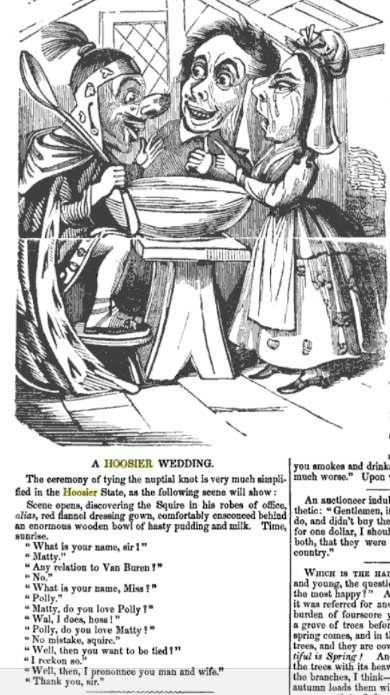 A HOOSIER WEDDING.
The ceremony of tying the nuptial knot is very much simpli-
fied in the Hoosier State, as the following scene will show:
Scene opens, discovering the Squire in his robes of office,
alias, red flannel dressing gown, comfortably ensconced behind
an enormous wooden bowl of hasty pudding and milk. Time,
sunrise.
"What is your name, sir?"
"Matty."
"Any relation to Van Buren?"
"No."
"What is your name, Miss?"
"Polly."
"Matty, do you love Polly?"
"Wal, I does, hoss!"
"Polly, do you love Matty?"
"No mistake, squire."
"Well, then you want to be tied?"
"I reckon so."
"Well, then, I pronounce you man and wife."
"Thank you, sir."
you smokes and drinks
much worse." Upon
An auctioneer indul
thetic: "Gentlemen, i
do, and didn't buy the
for one dollar, I shoul
both, that they were
country."
WHICH IS THE HAP
and young, the questio
the most happy?" A
it was referred for ans
burden of fourscore y
a grove of trees befor
spring comes, and in th
trees, and they are cov
tiful is Spring! An
the trees with its heav
the branches, I think—
autumn loads them wi